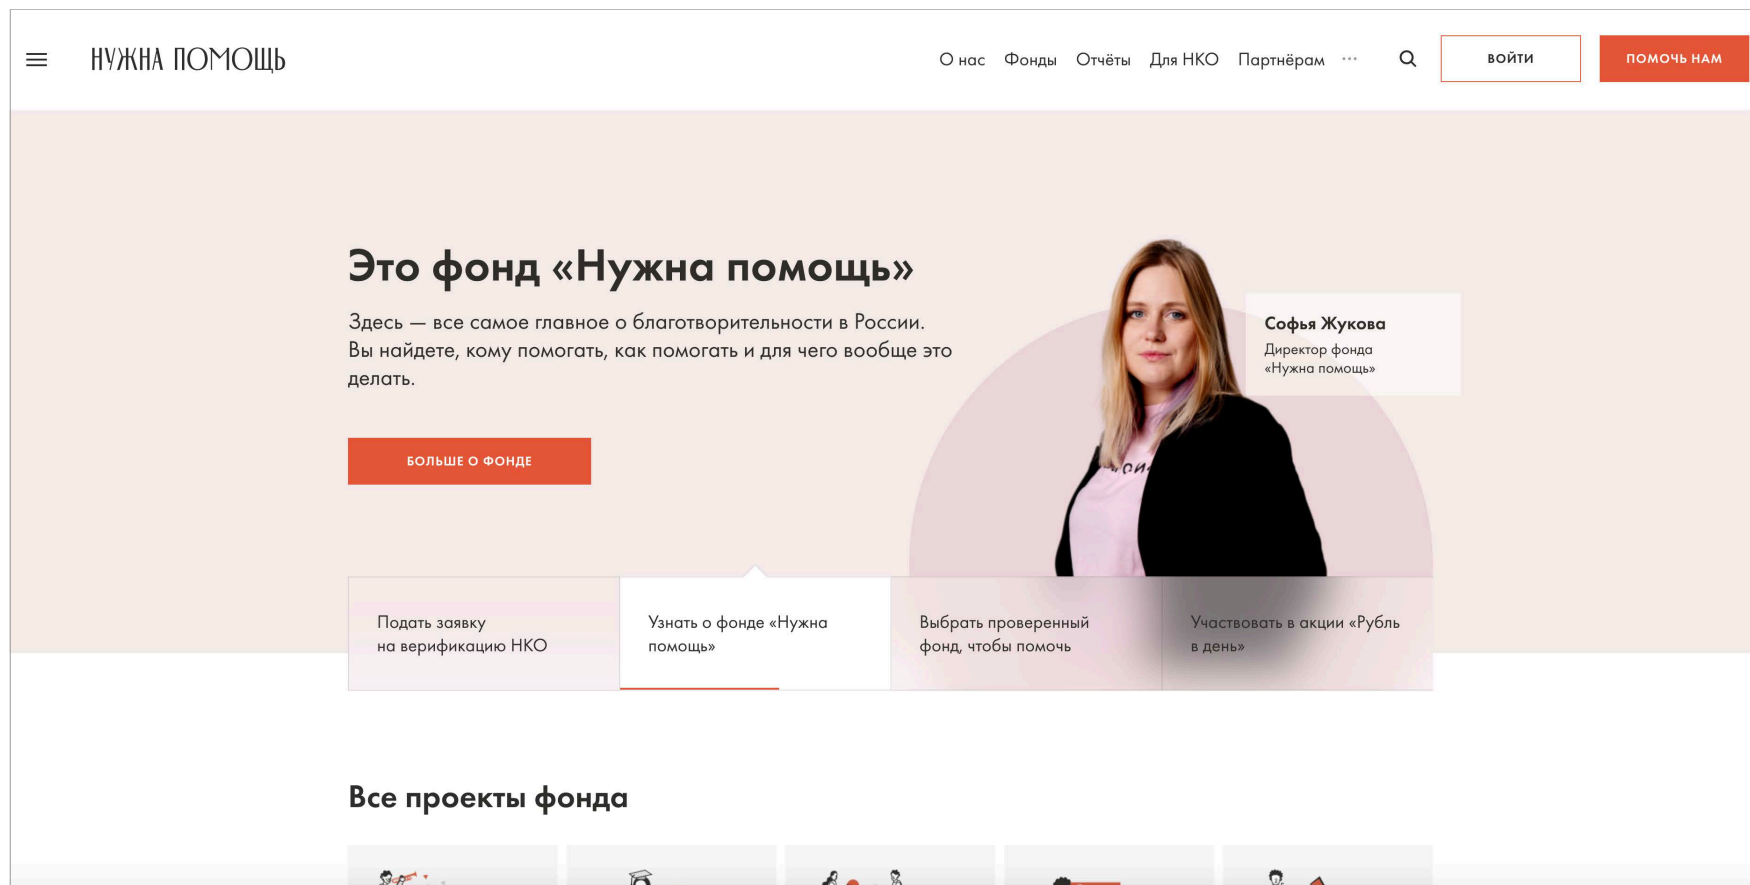 НУЖНА ПОМОЩЬ
О нас Фонды Отчёты Для НКО Партнёрам ···
ВОЙТИ
ПОМОЧЬ НАМ
Это фонд «Нужна помощь»
Здесь — все самое главное о благотворительности в России.
Вы найдете, кому помогать, как помогать и для чего вообще это
делать.
БОЛЬШЕ О ФОНДЕ
Софья Жукова
Директор фонда
«Нужна помощь»
Подать заявку
на верификацию НКО
Узнать о фонде «Нужна
помощь»
Выбрать проверенный
фонд, чтобы помочь
Участвовать в акции «Рубль
в день»
Все проекты фонда